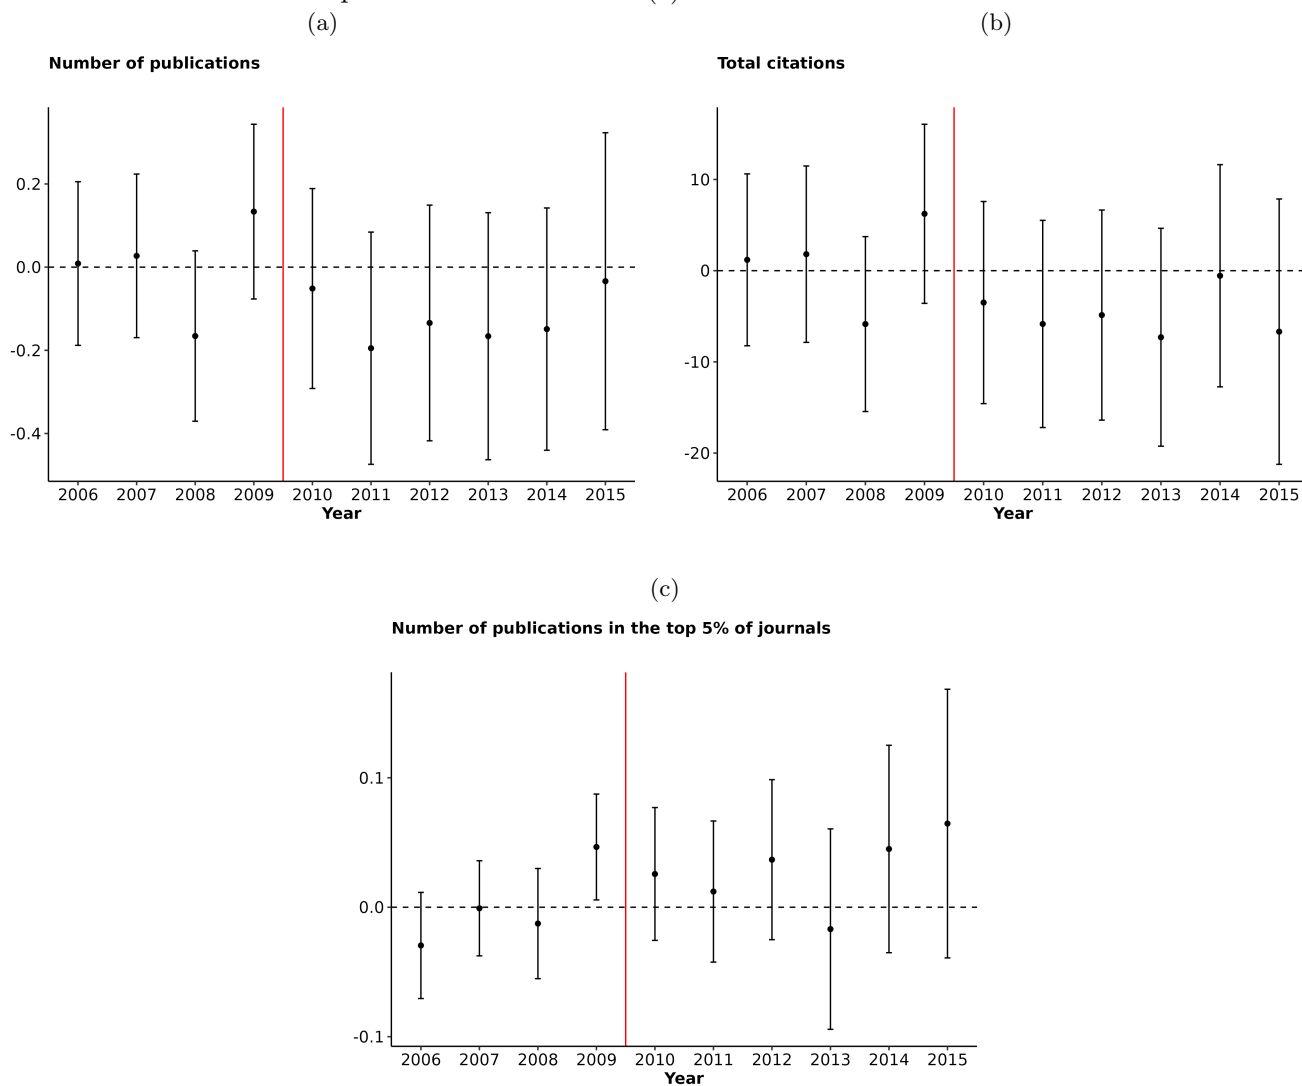 (a)
(b)
Number of publications
Total citations
0.2
0.0
-0.2
-0.4
2006 2007 2008 2009 2010 2011 2012 2013 2014 2015
Year
10
0
-10
-20
2006 2007 2008 2009 2010 2011 2012 2013 2014 2015
Year
(c)
Number of publications in the top 5% of journals
0.1
0.0
-0.1
2006 2007 2008 2009 2010 2011 2012 2013 2014 2015
Year